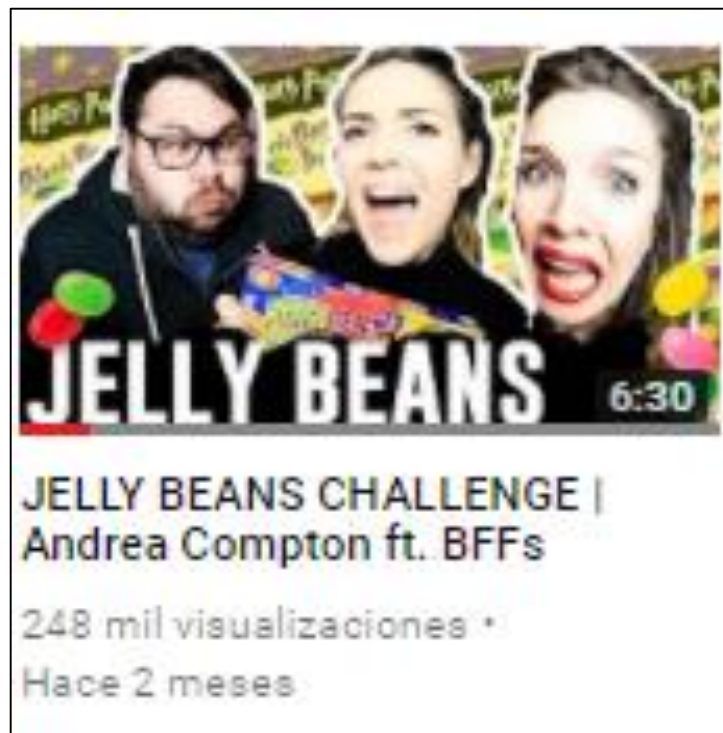 JELLY BEANS
6:30
JELLY BEANS CHALLENGE |
Andrea Compton ft. BFFs
248 mil visualizaciones •
Hace 2 meses